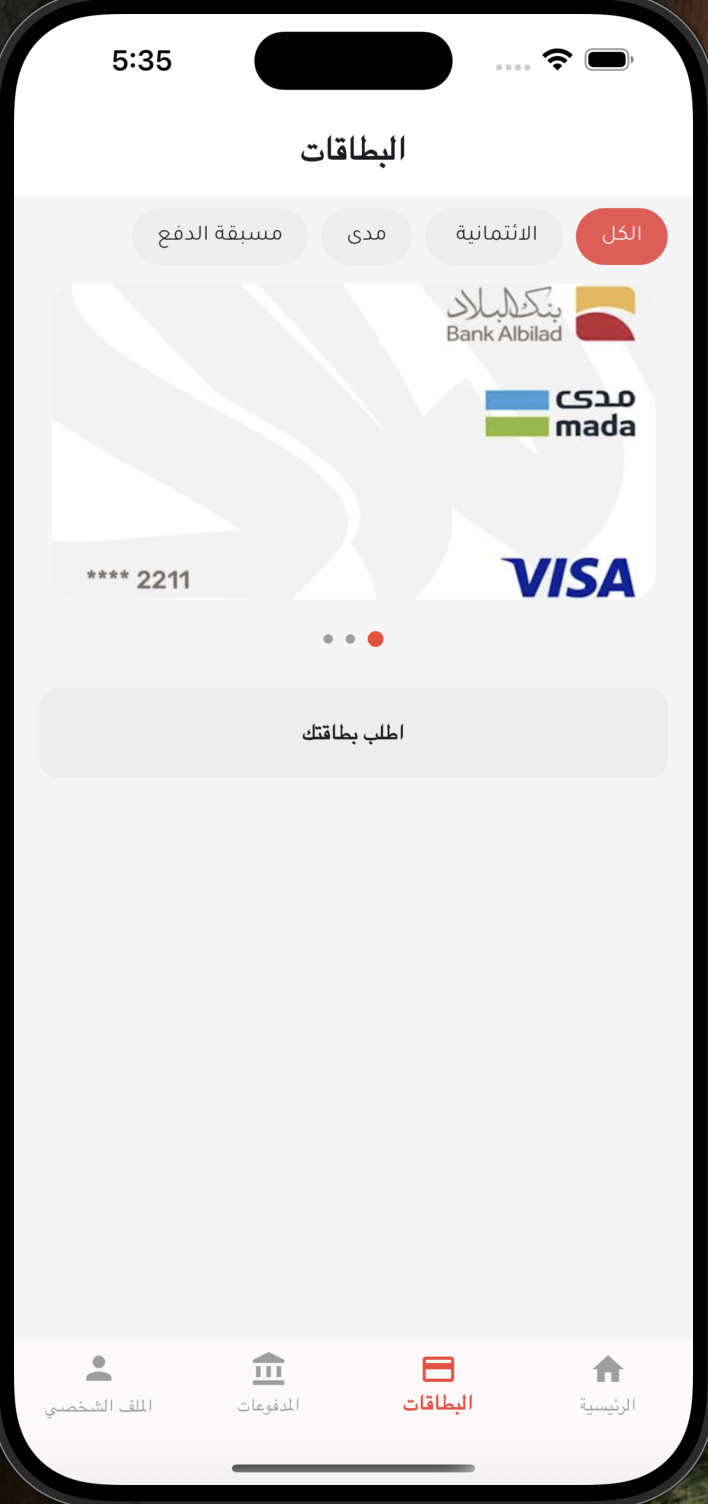 5:35
البطاقات
الكل
الائتمانية
مدى
مسبقة الدفع
بنك البلاد
Bank Albilad
مدى
mada
**** 2211
VISA
اطلب بطاقتك
الرئيسية
البطاقات
المدفوعات
الملف الشخصي